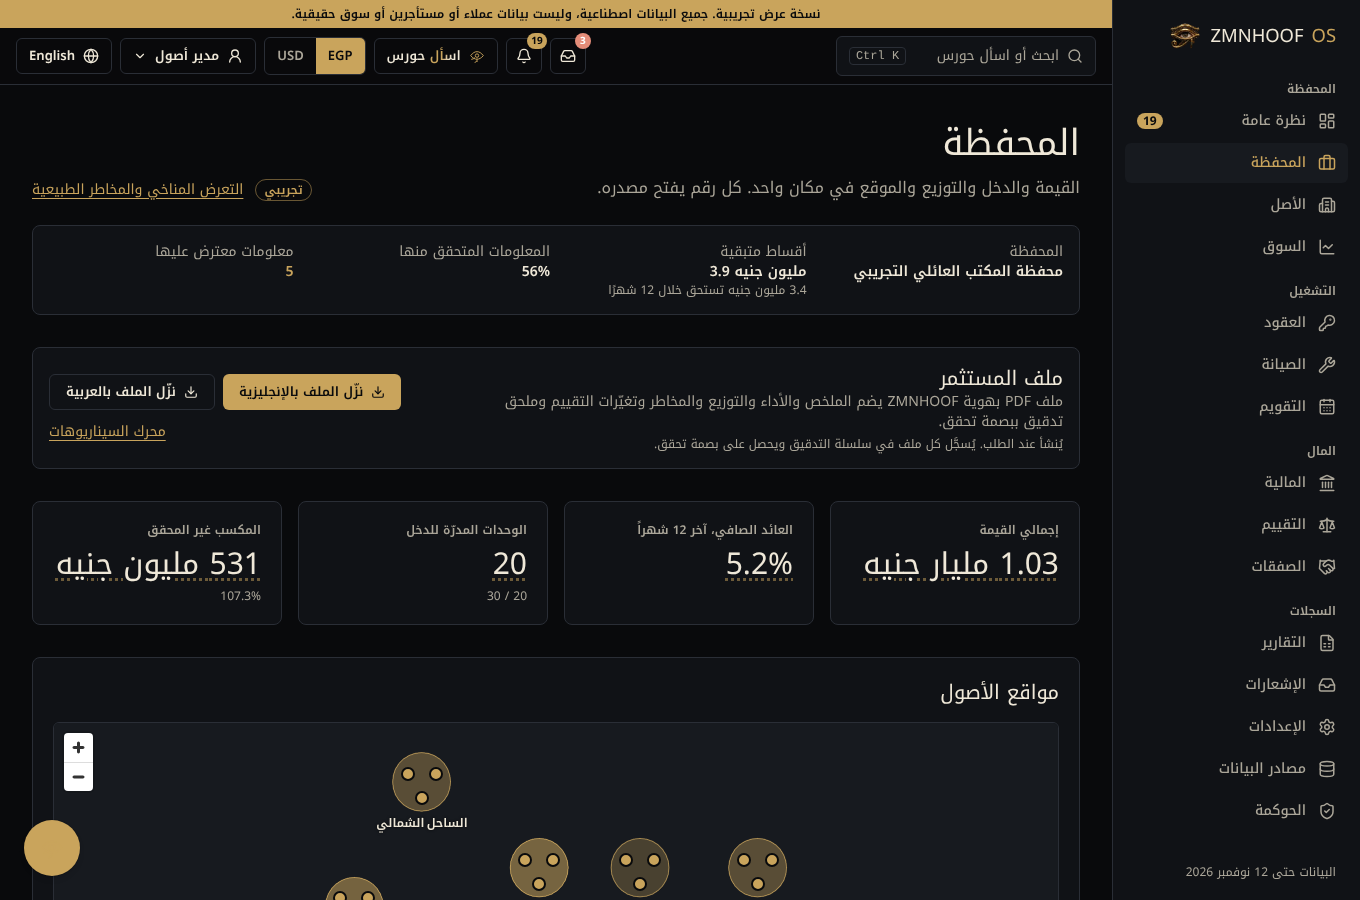 نسخة عرض تجريبية. جميع البيانات اصطناعية، وليست بيانات عملاء أو مستأجرين أو سوق حقيقية.
ZMNHOOF OS
المحفظة
نظرة عامة
19
المحفظة
الأصل
السوق
التشغيل
العقود
الصيانة
التقويم
المال
المالية
التقييم
الصفقات
السجلات
التقارير
الإشعارات
الإعدادات
مصادر البيانات
الحوكمة
البيانات حتى 12 نوفمبر 2026
ابحث أو اسأل حورس
Ctrl K
3
19
اسأل حورس
EGP
USD
مدير أصول
English
المحفظة
القيمة والدخل والتوزيع والموقع في مكان واحد. كل رقم يفتح مصدره.
تجريبي
التعرض المناخي والمخاطر الطبيعية
المحفظة
محفظة المكتب العائلي التجريبي
أقساط متبقية
3.9 مليون جنيه
3.4 مليون جنيه تستحق خلال 12 شهرًا
المعلومات المتحقق منها
56%
معلومات معترض عليها
5
ملف المستثمر
ملف PDF بهوية ZMNHOOF يضم الملخص والأداء والتوزيع والمخاطر وتغيّرات التقييم وملحق
تدقيق ببصمة تحقق.
يُنشأ عند الطلب. يُسجَّل كل ملف في سلسلة التدقيق ويحصل على بصمة تحقق.
نزّل الملف بالإنجليزية
نزّل الملف بالعربية
محرك السيناريوهات
إجمالي القيمة
1.03 مليار جنيه
العائد الصافي، آخر 12 شهراً
5.2%
الوحدات المدرّة للدخل
20
20 / 30
المكسب غير المحقق
531 مليون جنيه
107.3%
مواقع الأصول
+
−
الساحل الشمالي